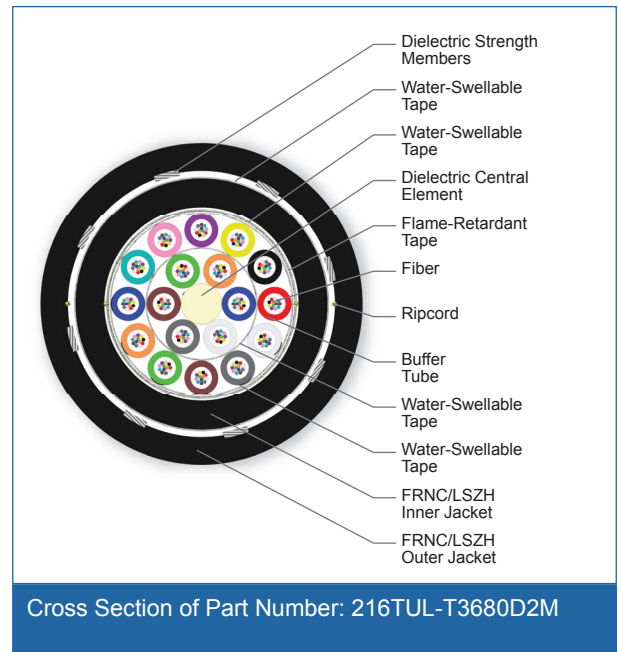 Dielectric Strength
Members
Water-Swellable
Tape
Water-Swellable
Tape
Dielectric Central
Element
Flame-Retardant
Tape
Fiber
Ripcord
Buffer
Tube
Water-Swellable
Tape
Water-Swellable
Tape
FRNC/LSZH
Inner Jacket
FRNC/LSZH
Outer Jacket
Cross Section of Part Number: 216TUL-T3680D2M